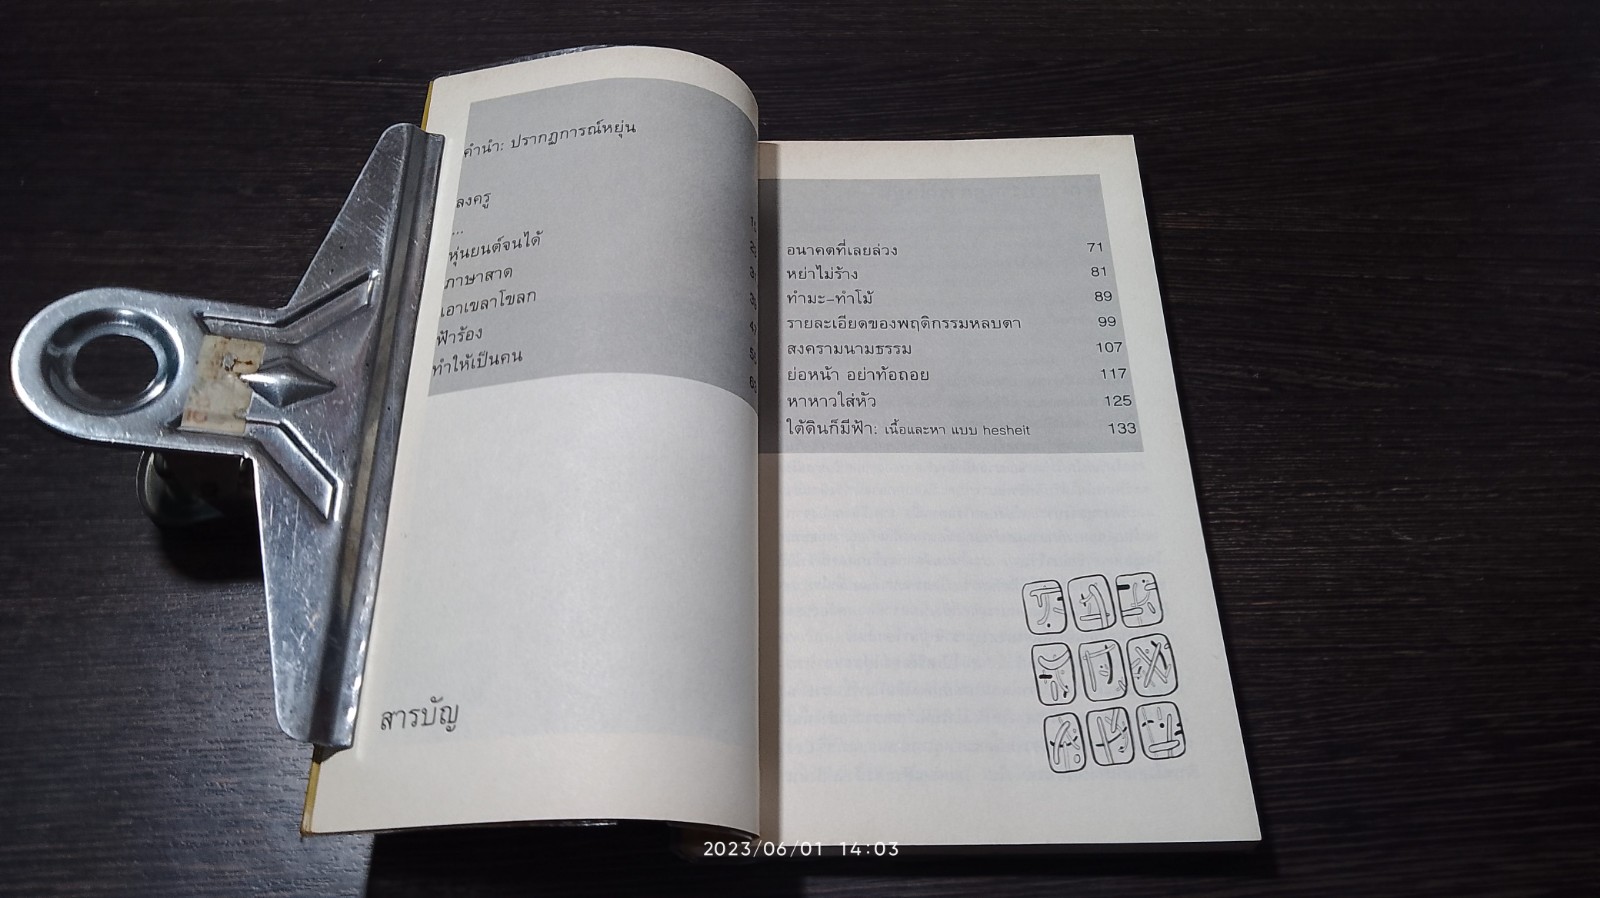 คำนำ: ปรากฏการณ์หยุ่น
ลงครู
...
หุ่นยนต์จนได้
ภาษาสาด
เอาเขลาโขลก
ฟ้าร้อง
ทำให้เป็นคน
สารบัญ
อนาคตที่เลยล่วง 71
หย่าไม่ร้าง 81
ทำมะ-ทำโม้ 89
รายละเอียดของพฤติกรรมหลบตา 99
สงครามนามธรรม 107
ย่อหน้า อย่าท้อถอย 117
หาหาวใส่หัว 125
ใต้ดินก็มีฟ้า: เนื้อและหา แบบ hesheit 133
2023/06/01 14:03